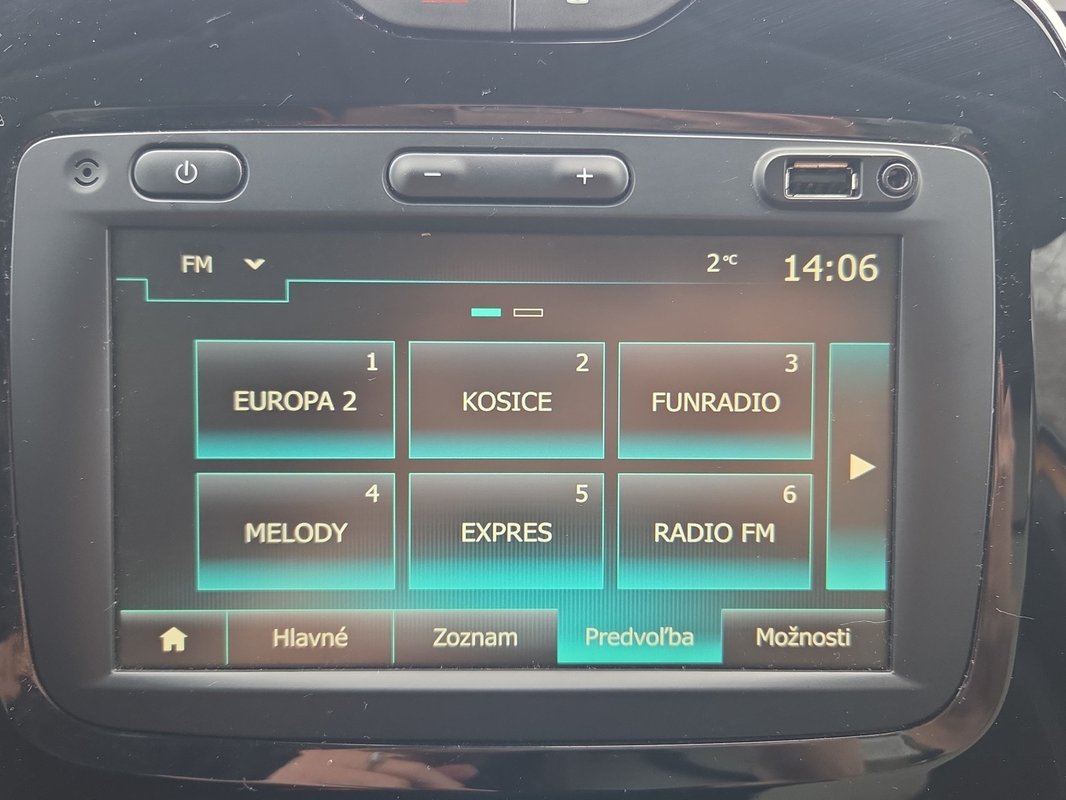 − +
FM 2°C 14:06
1 2 3
EUROPA 2 KOSICE FUNRADIO
4 5 6
MELODY EXPRES RADIO FM
Hlavné Zoznam Predvoľba Možnosti